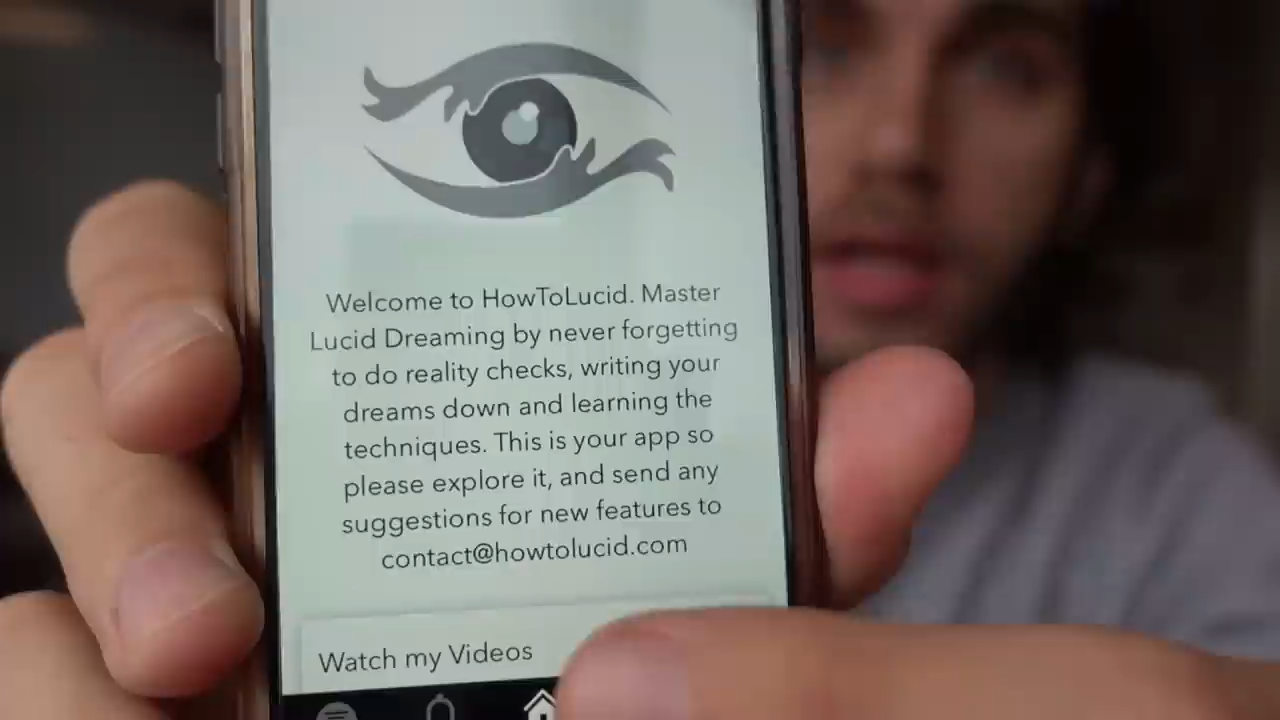 Welcome to HowToLucid. Master
Lucid Dreaming by never forgetting
to do reality checks, writing your
dreams down and learning the
techniques. This is your app so
please explore it, and send any
suggestions for new features to
contact@howtolucid.com
Watch my Videos